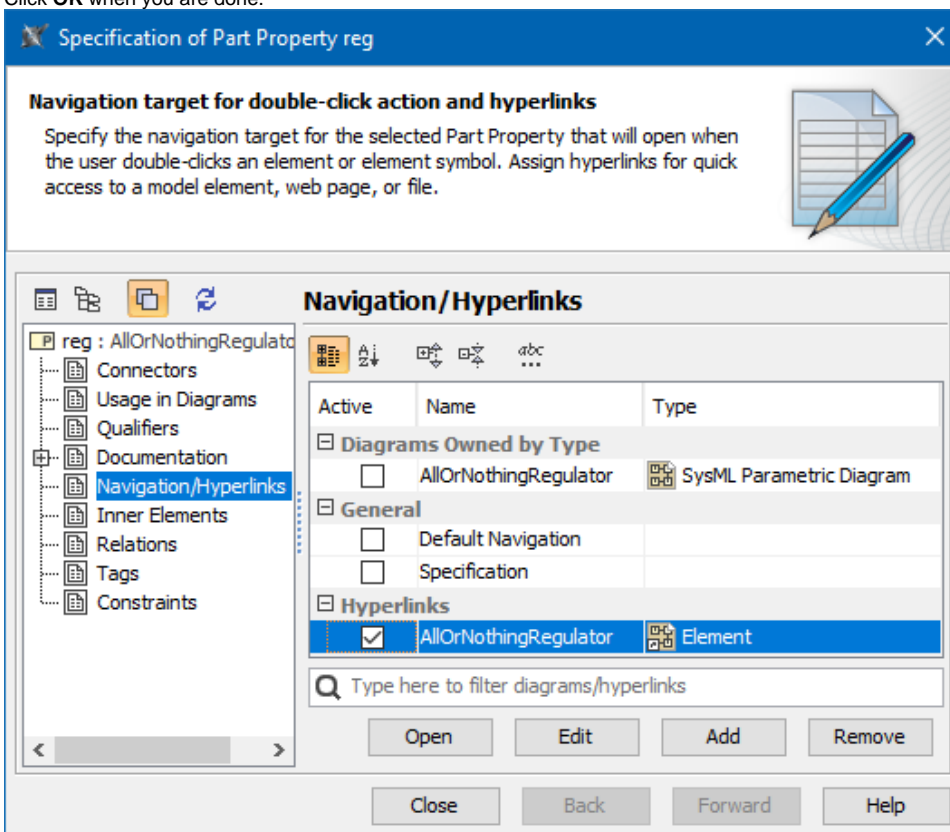 Click OK when you are done.
Specification of Part Property reg
Navigation target for double-click action and hyperlinks
Specify the navigation target for the selected Part Property that will open when
the user double-clicks an element or element symbol. Assign hyperlinks for quick
access to a model element, web page, or file.
Navigation/Hyperlinks
P reg : AllOrNothingRegulato
Connectors
Usage in Diagrams
Qualifiers
Documentation
Navigation/Hyperlinks
Inner Elements
Relations
Tags
Constraints
A Z abc
Active Name Type
Diagrams Owned by Type
AllOrNothingRegulator SysML Parametric Diagram
General
Default Navigation
Specification
Hyperlinks
AllOrNothingRegulator Element
Type here to filter diagrams/hyperlinks
Open Edit Add Remove
Close Back Forward Help